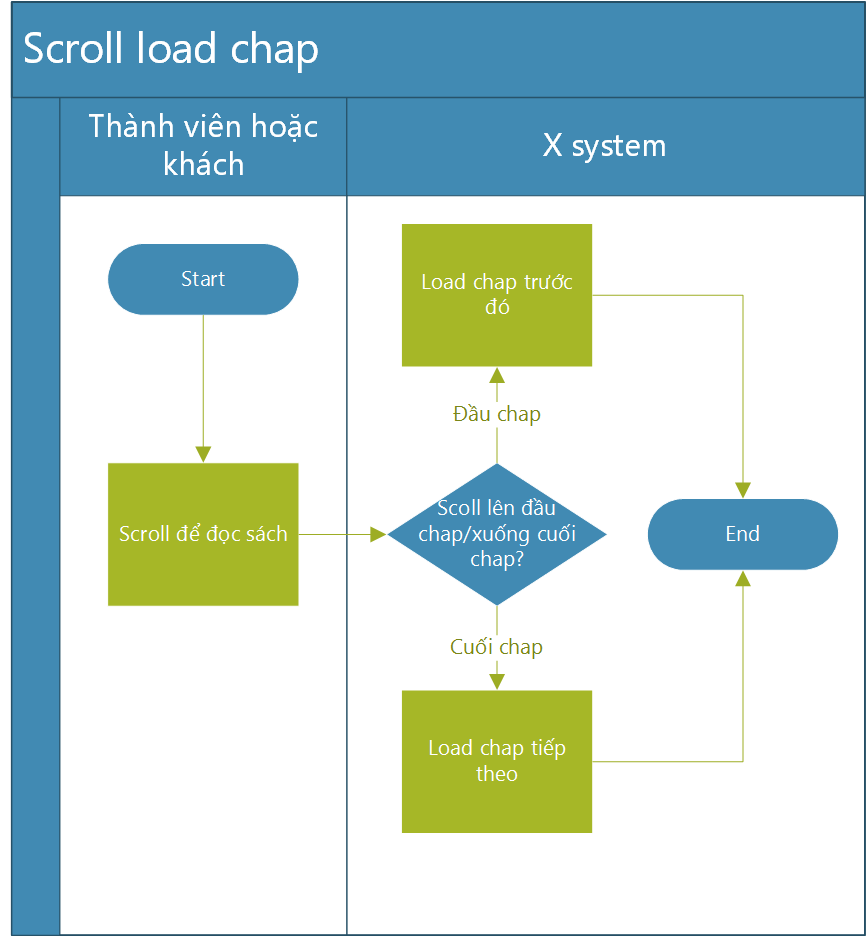 Scroll load chap
Thành viên hoặc
khách
X system
Start
Load chap trước
đó
Đầu chap
Scroll để đọc sách
Scoll lên đầu
chap/xuống cuối
chap?
End
Cuối chap
Load chap tiếp
theo